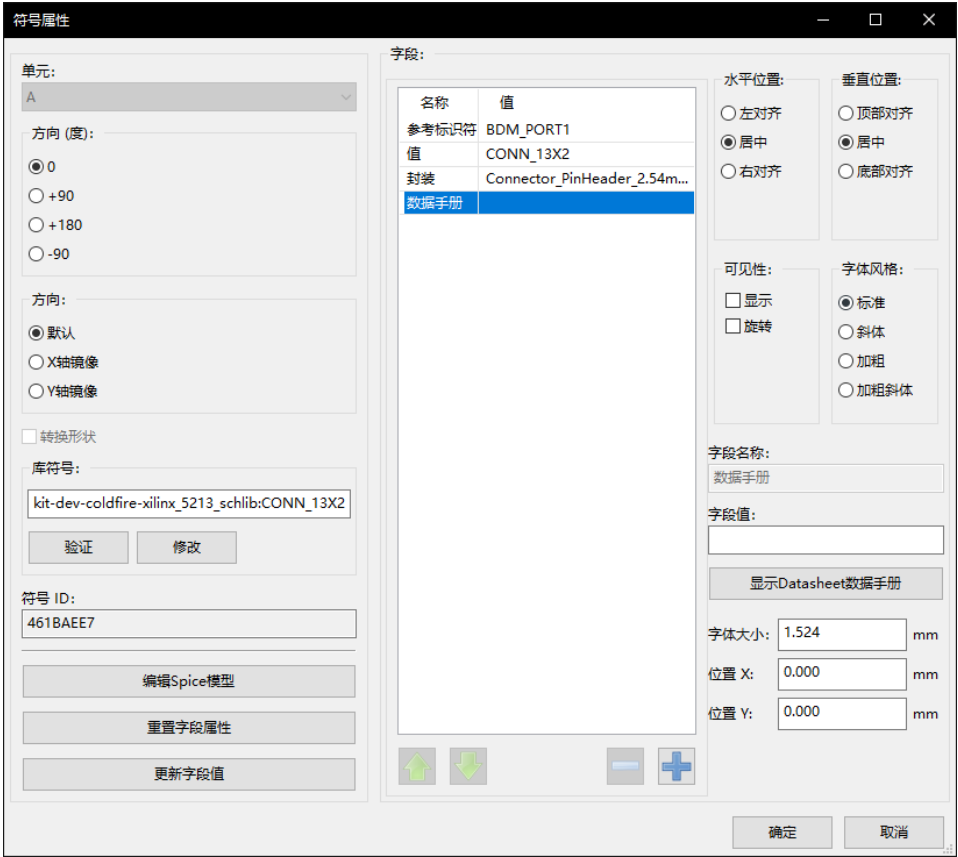 符号属性
单元:
A
方向 (度):
0
+90
+180
-90
方向:
默认
X轴镜像
Y轴镜像
转换形状
库符号:
kit-dev-coldfire-xilinx_5213_schlib:CONN_13X2
验证 修改
符号 ID:
461BAEE7
编辑Spice模型
重置字段属性
更新字段值
字段:
名称 值
参考标识符 BDM_PORT1
值 CONN_13X2
封装 Connector_PinHeader_2.54m...
数据手册
水平位置:
左对齐
居中
右对齐
垂直位置:
顶部对齐
居中
底部对齐
可见性:
显示
旋转
字体风格:
标准
斜体
加粗
加粗斜体
字段名称:
数据手册
字段值:
显示Datasheet数据手册
字体大小: 1.524 mm
位置 X: 0.000 mm
位置 Y: 0.000 mm
确定 取消